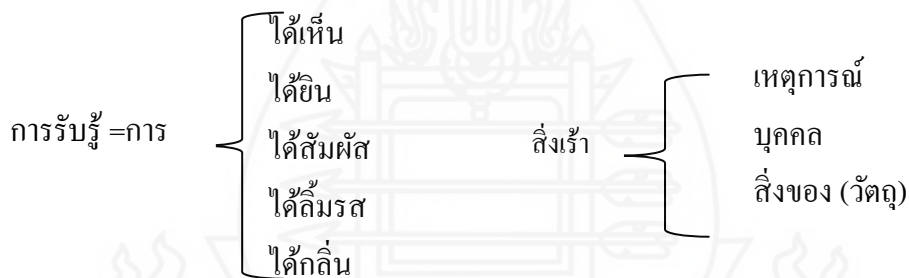 การรับรู้ =การ
ได้เห็น
ได้ยิน
ได้สัมผัส
ได้ลิ้มรส
ได้กลิ่น
สิ่งเร้า
เหตุการณ์
บุคคล
สิ่งของ (วัตถุ)